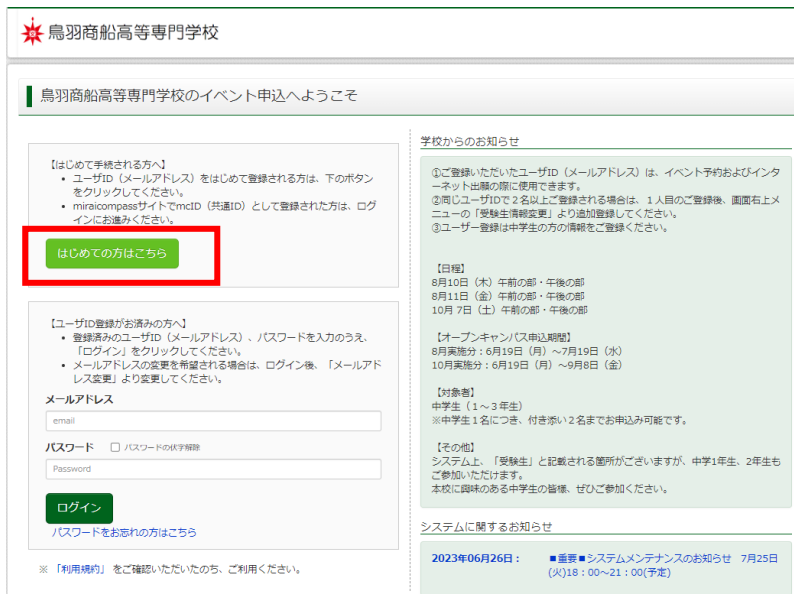 鳥羽商船高等専門学校
鳥羽商船高等専門学校のイベント申込へようこそ
【はじめて手続される方へ】
• ユーザID（メールアドレス）をはじめて登録される方は、下のボタン
をクリックしてください。
• miraicompassサイトでmcID（共通ID）として登録された方は、ログ
インにお進みください。
はじめての方はこちら
【ユーザID登録がお済みの方へ】
• 登録済みのユーザID（メールアドレス）、パスワードを入力のうえ、
「ログイン」をクリックしてください。
• メールアドレスの変更を希望される場合は、ログイン後、「メールアド
レス変更」より変更してください。
メールアドレス
email
パスワード パスワードの伏字解除
Password
ログイン
パスワードをお忘れの方はこちら
※ 「利用規約」 をご確認いただいたのち、ご利用ください。
学校からのお知らせ
①ご登録いただいたユーザID（メールアドレス）は、イベント予約およびインタ
ーネット出願の際に使用できます。
②同じユーザIDで２名以上ご登録される場合は、１人目のご登録後、画面右上メ
ニューの「受験生情報変更」より追加登録してください。
③ユーザー登録は中学生の方の情報をご登録ください。
【日程】
8月10日（木）午前の部・午後の部
8月11日（金）午前の部・午後の部
10月 7日（土）午前の部・午後の部
【オープンキャンパス申込期間】
8月実施分：6月19日（月）～7月19日（水）
10月実施分：6月19日（月）～9月8日（金）
【対象者】
中学生（１～３年生）
※中学生１名につき、付き添い２名までお申込み可能です。
【その他】
システム上、「受験生」と記載される箇所がございますが、中学1年生、2年生も
ご参加いただけます。
本校に興味のある中学生の皆様、ぜひご参加ください。
システムに関するお知らせ
2023年06月26日： ■重要■システムメンテナンスのお知らせ 7月25日
(火)18：00～21：00(予定)